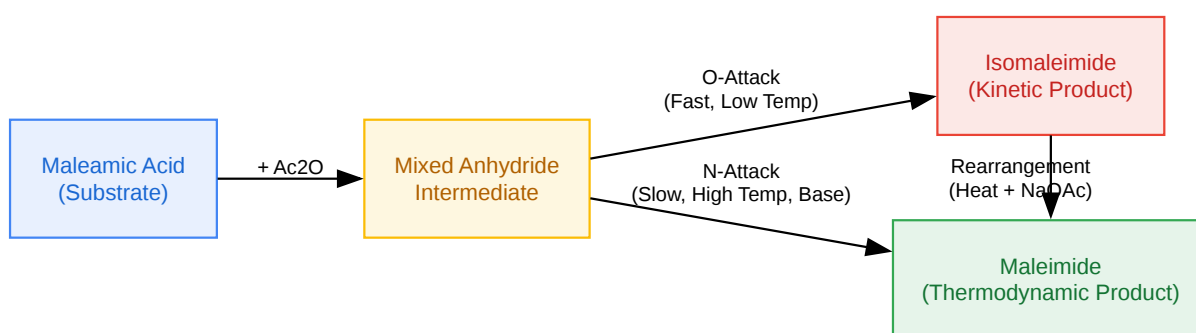 Maleamic Acid
(Substrate)
+ Ac2O
Mixed Anhydride
Intermediate
O-Attack
(Fast, Low Temp)
N-Attack
(Slow, High Temp, Base)
Isomaleimide
(Kinetic Product)
Rearrangement
(Heat + NaOAc)
Maleimide
(Thermodynamic Product)